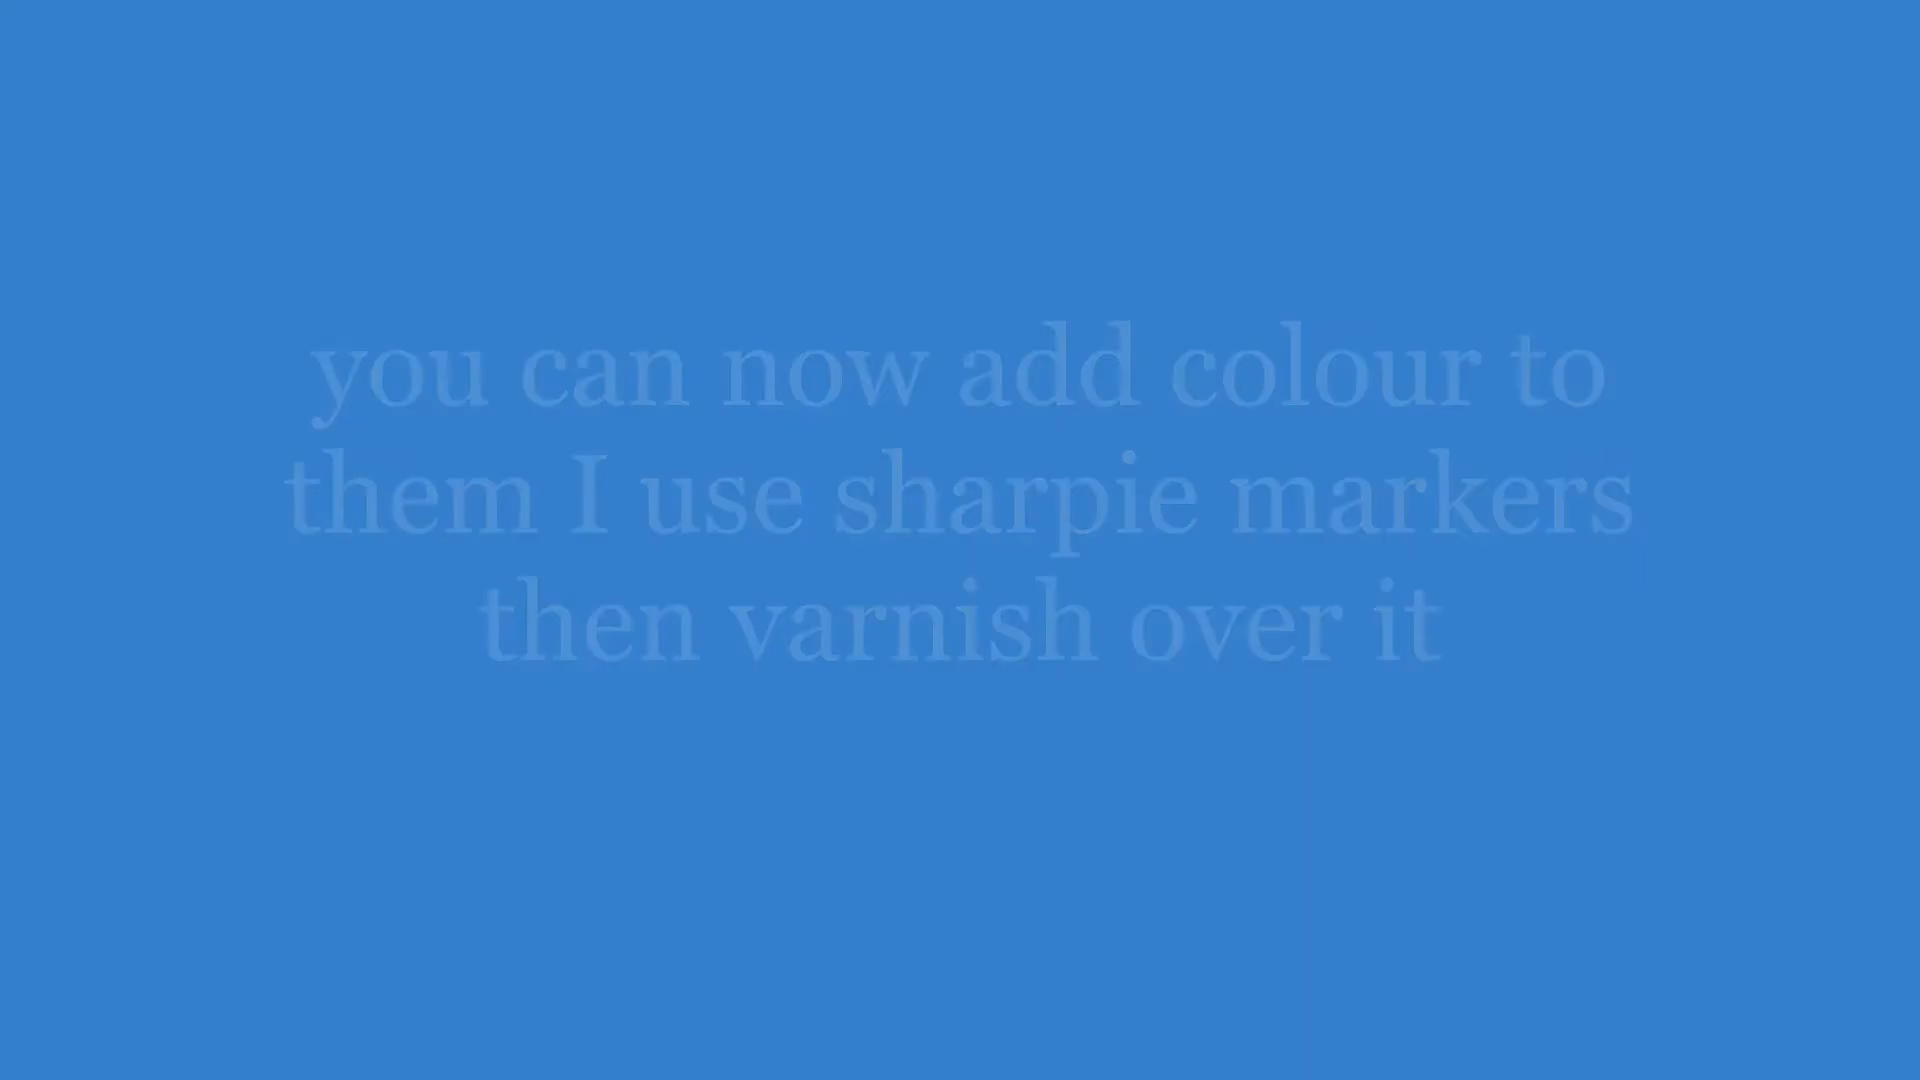 you can now add colour to
them I use sharpie markers
then varnish over it